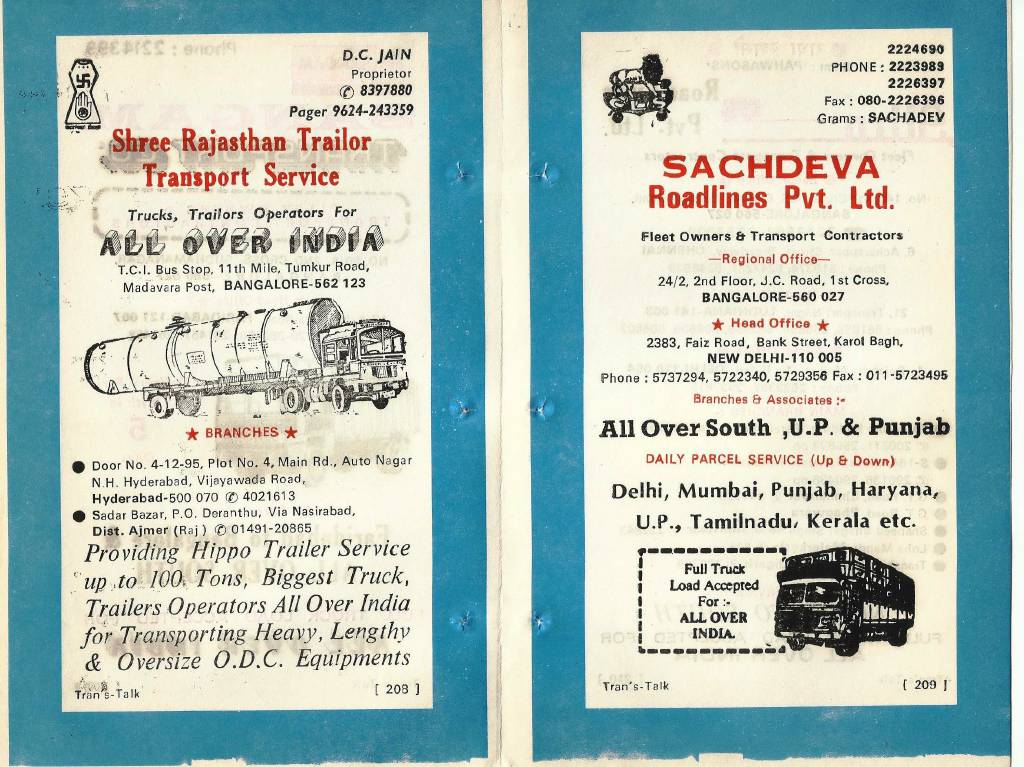 D.C. JAIN
Proprietor
✆ 8397880
Pager 9624-243359
Shree Rajasthan Trailor
Transport Service
Trucks, Trailors Operators For
ALL OVER INDIA
T.C.I. Bus Stop, 11th Mile, Tumkur Road,
Madavara Post, BANGALORE-562 123
★ BRANCHES ★
● Door No. 4-12-95, Plot No. 4, Main Rd., Auto Nagar
N.H. Hyderabad, Vijayawada Road,
Hyderabad-500 070 ✆ 4021613
● Sadar Bazar, P.O. Deranthu, Via Nasirabad,
Dist. Ajmer (Raj) ✆ 01491-20865
Providing Hippo Trailer Service
up to 100 Tons, Biggest Truck,
Trailers Operators All Over India
for Transporting Heavy, Lengthy
& Oversize O.D.C. Equipments
Tran's-Talk [ 208 ]
2224690
PHONE : 2223989
2226397
Fax : 080-2226396
Grams : SACHADEV
SACHDEVA
Roadlines Pvt. Ltd.
Fleet Owners & Transport Contractors
—Regional Office—
24/2, 2nd Floor, J.C. Road, 1st Cross,
BANGALORE-560 027
★ Head Office ★
2383, Faiz Road, Bank Street, Karol Bagh,
NEW DELHI-110 005
Phone : 5737294, 5722340, 5729356 Fax : 011-5723495
Branches & Associates :-
All Over South ,U.P. & Punjab
DAILY PARCEL SERVICE (Up & Down)
Delhi, Mumbai, Punjab, Haryana,
U.P., Tamilnadu, Kerala etc.
Full Truck
Load Accepted
For :-
ALL OVER
INDIA.
Tran's-Talk [ 209 ]